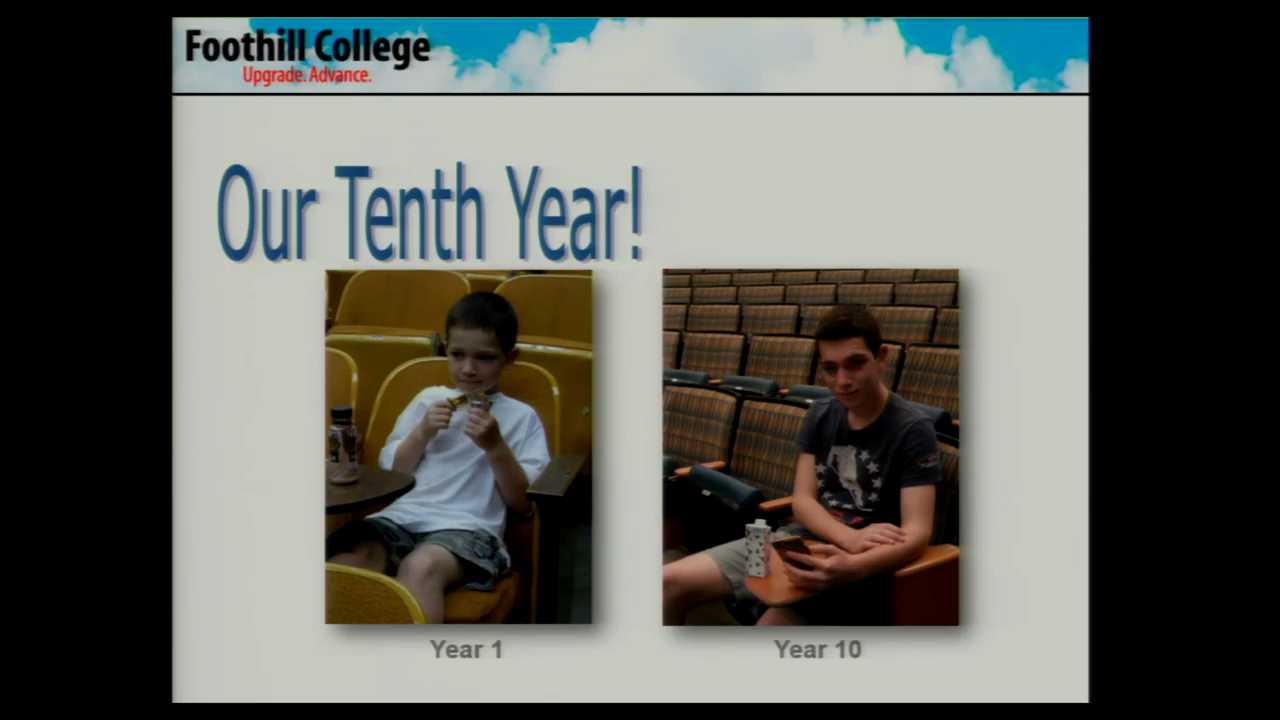 Foothill College
Upgrade. Advance.
Our Tenth Year!
Year 1
Year 10